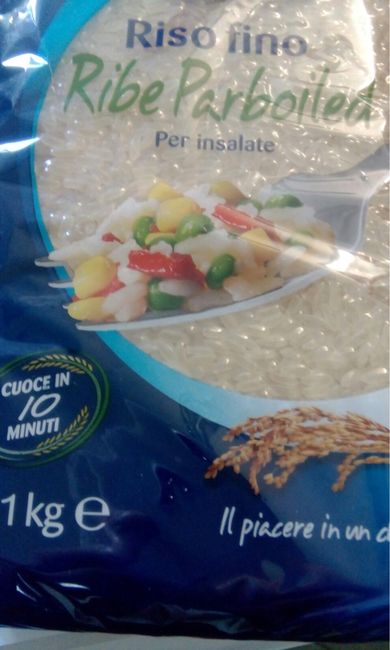 Riso fino
Ribe Parboiled
Per insalate
CUOCE IN
10
MINUTI
1kg e
Il piacere in un